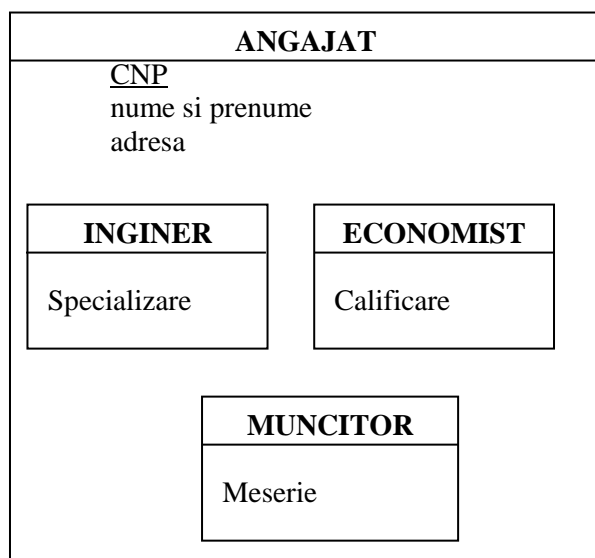 ANGAJAT
CNP
nume si prenume
adresa
INGINER
Specializare
ECONOMIST
Calificare
MUNCITOR
Meserie